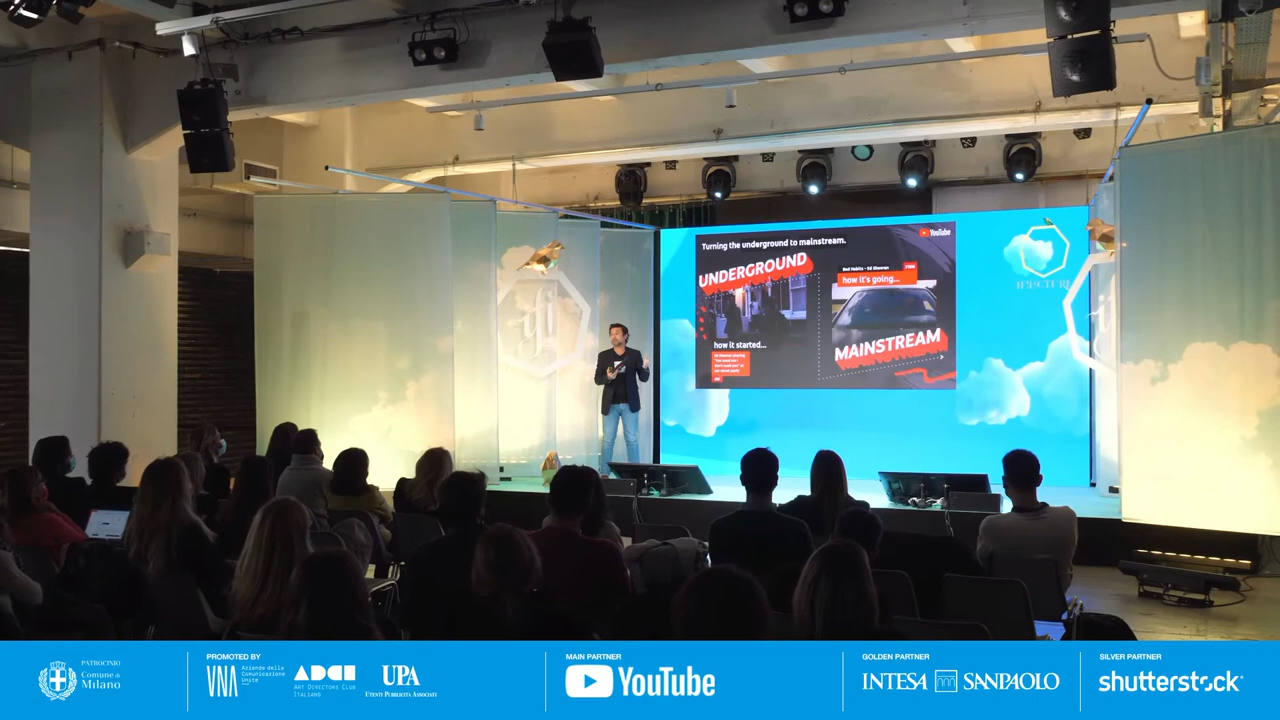 YouTube
Turning the underground to mainstream.
UNDERGROUND
Bad Habits - Ed Sheeran
how it's going...
how it started...
MAINSTREAM
if!
PATROCINIO
Comune di
Milano
PROMOTED BY
VNA
Aziende della
Comunicazione
Unite
ADCI
ART DIRECTORS CLUB
ITALIANO
UPA
UTENTI PUBBLICITÀ ASSOCIATI
MAIN PARTNER
YouTube
GOLDEN PARTNER
INTESA SANPAOLO
SILVER PARTNER
shutterstock